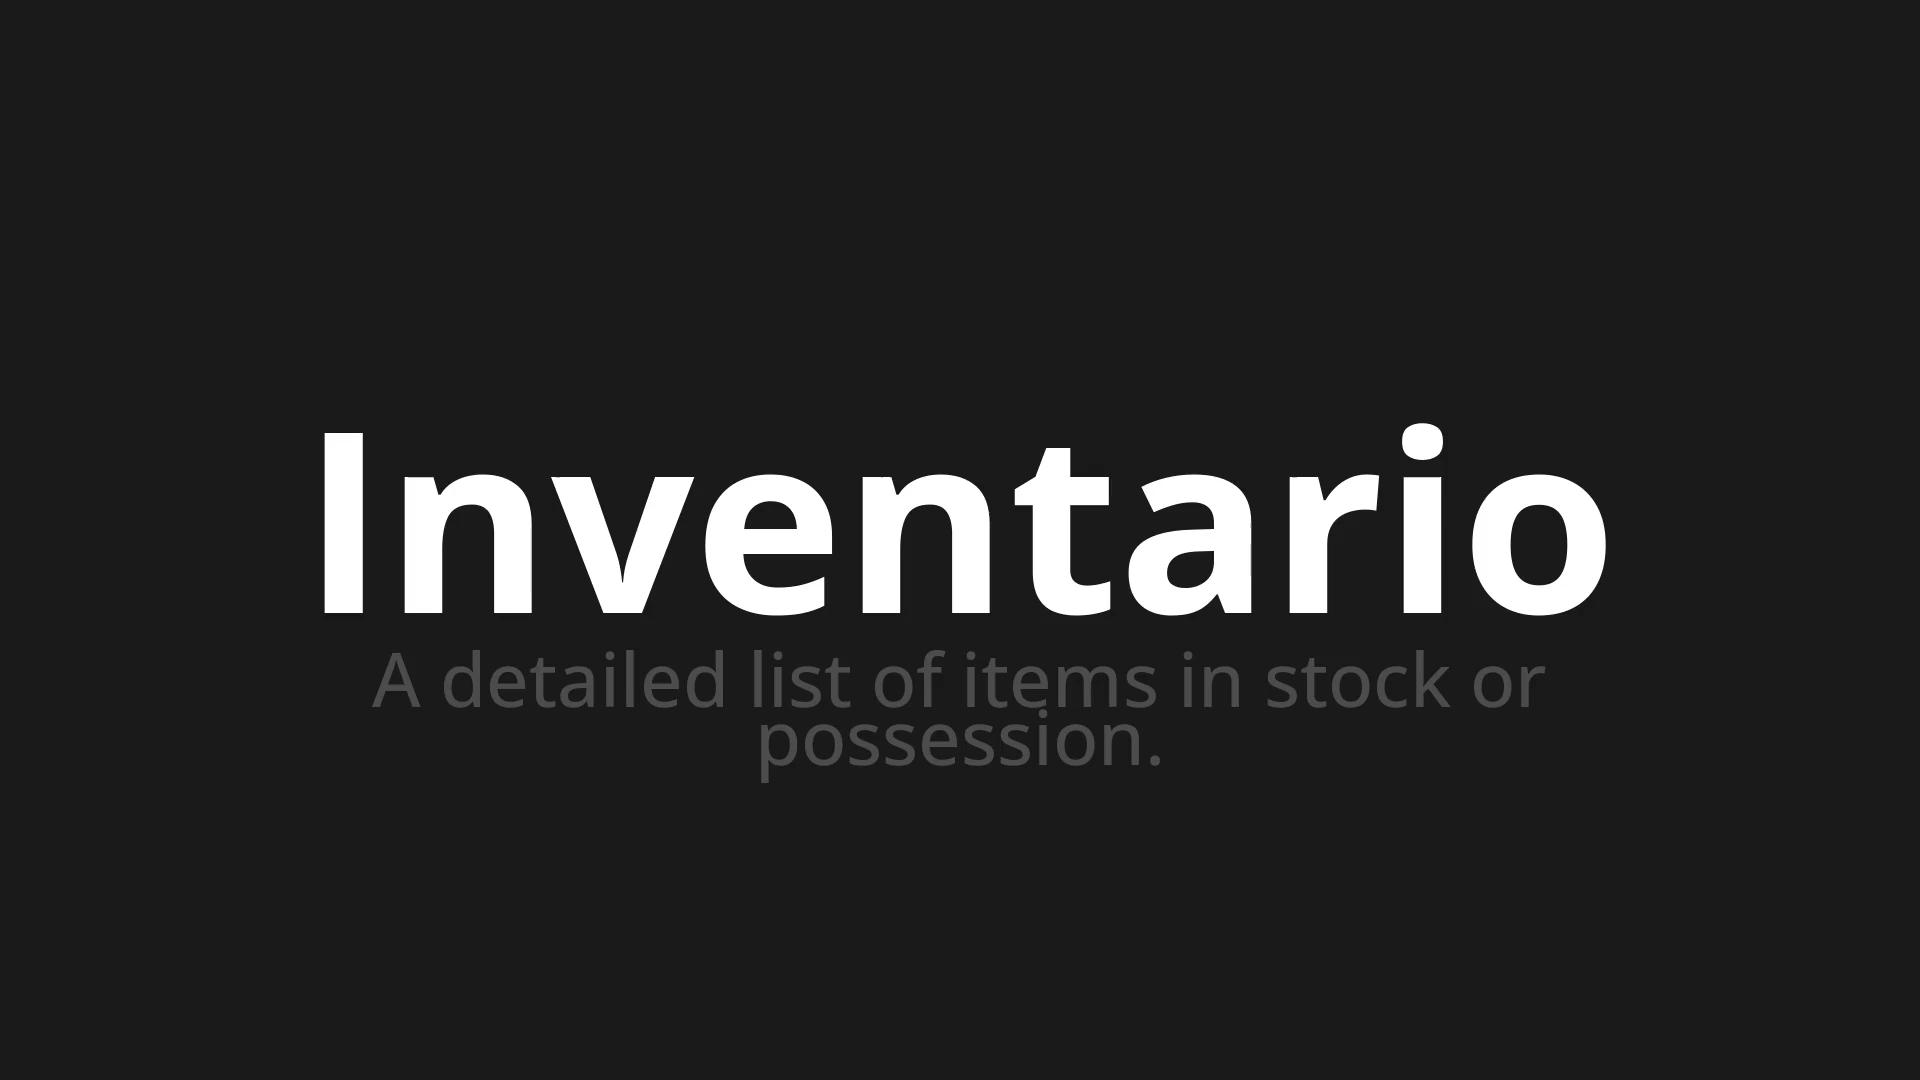 Inventario
A detailed list of items in stock or
possession.